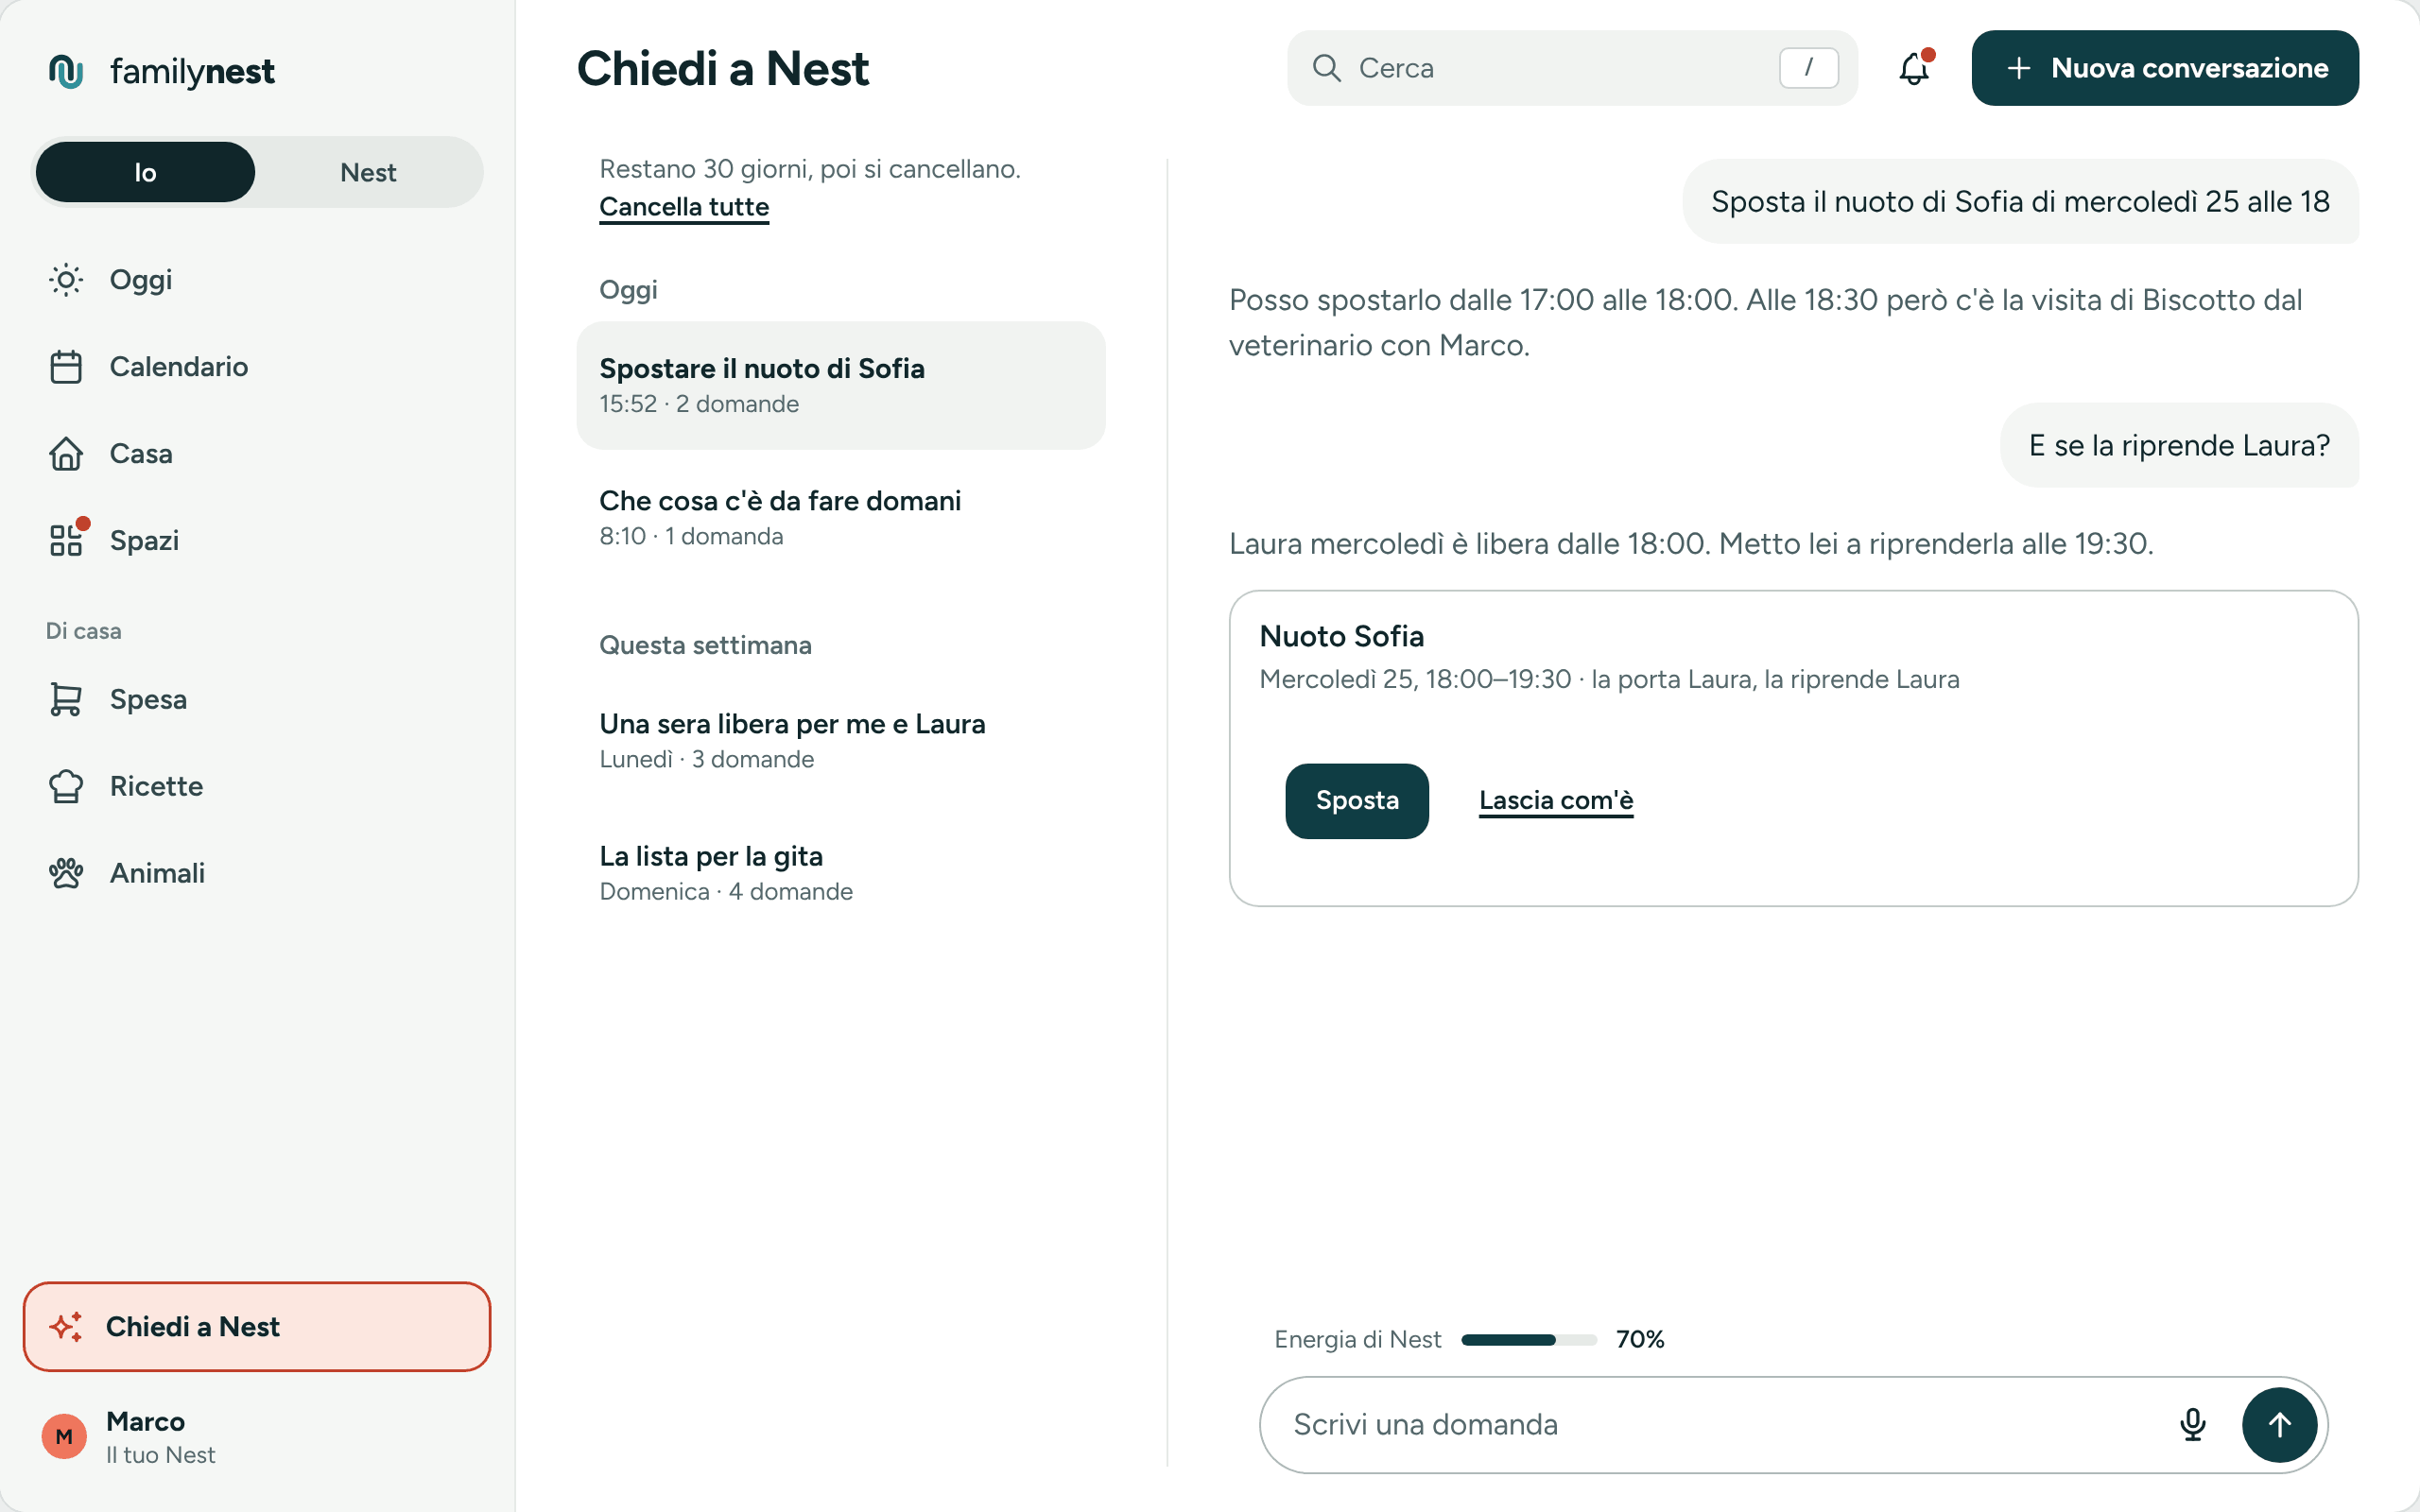 familynest
Io
Nest
Oggi
Calendario
Casa
Spazi
Di casa
Spesa
Ricette
Animali
Chiedi a Nest
M
Marco
Il tuo Nest
Chiedi a Nest
Cerca
/
Nuova conversazione
Restano 30 giorni, poi si cancellano.
Cancella tutte
Oggi
Spostare il nuoto di Sofia
15:52 · 2 domande
Che cosa c'è da fare domani
8:10 · 1 domanda
Questa settimana
Una sera libera per me e Laura
Lunedì · 3 domande
La lista per la gita
Domenica · 4 domande
Sposta il nuoto di Sofia di mercoledì 25 alle 18
Posso spostarlo dalle 17:00 alle 18:00. Alle 18:30 però c'è la visita di Biscotto dal
veterinario con Marco.
E se la riprende Laura?
Laura mercoledì è libera dalle 18:00. Metto lei a riprenderla alle 19:30.
Nuoto Sofia
Mercoledì 25, 18:00–19:30 · la porta Laura, la riprende Laura
Sposta
Lascia com'è
Energia di Nest
70%
Scrivi una domanda